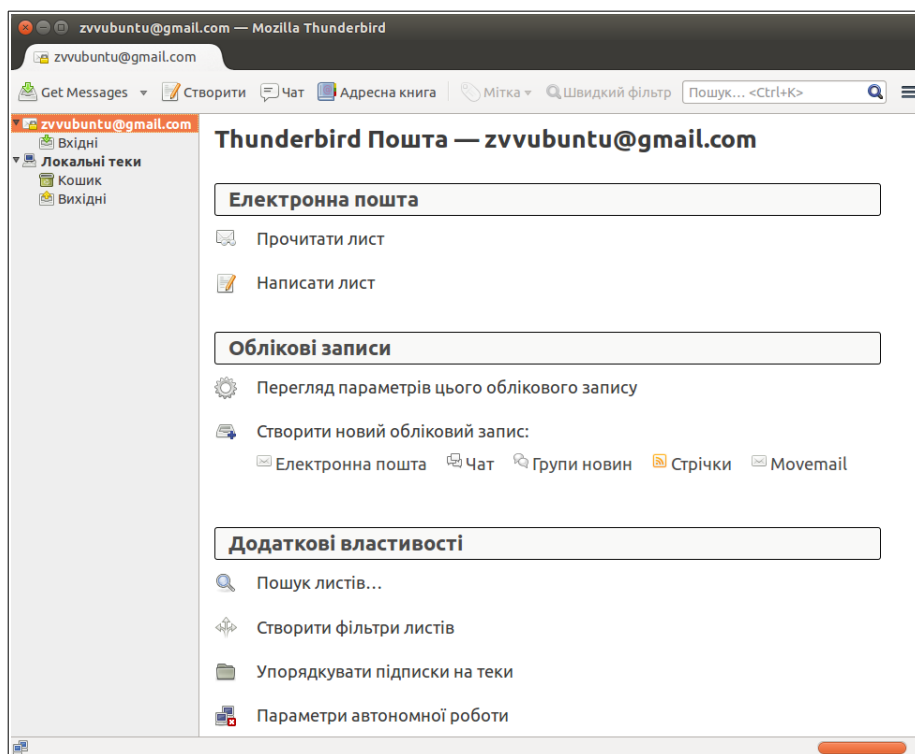 zvvubuntu@gmail.com — Mozilla Thunderbird
zvvubuntu@gmail.com
Get Messages Створити Чат Адресна книга Мітка Швидкий фільтр Пошук... <Ctrl+K>
zvvubuntu@gmail.com
Вхідні
Локальні теки
Кошик
Вихідні
Thunderbird Пошта — zvvubuntu@gmail.com
Електронна пошта
Прочитати лист
Написати лист
Облікові записи
Перегляд параметрів цього облікового запису
Створити новий обліковий запис:
Електронна пошта Чат Групи новин Стрічки Movemail
Додаткові властивості
Пошук листів…
Створити фільтри листів
Упорядкувати підписки на теки
Параметри автономної роботи